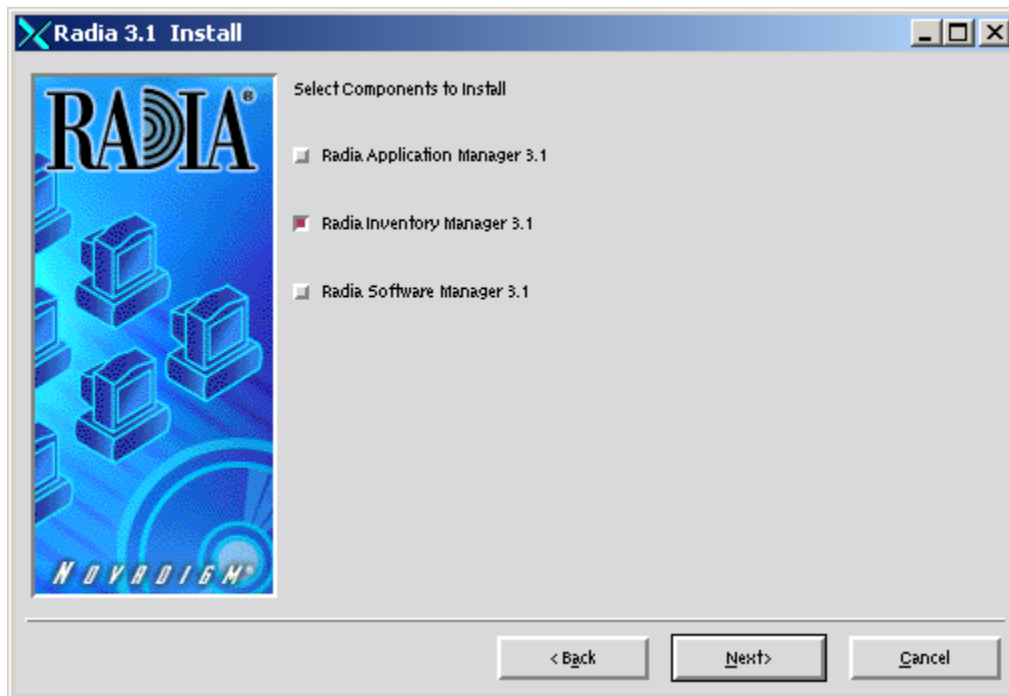 Radia 3.1 Install
RADIA®
Select Components to Install
Radia Application Manager 3.1
Radia Inventory Manager 3.1
Radia Software Manager 3.1
NOVADIGM®
< Back
Next>
Cancel